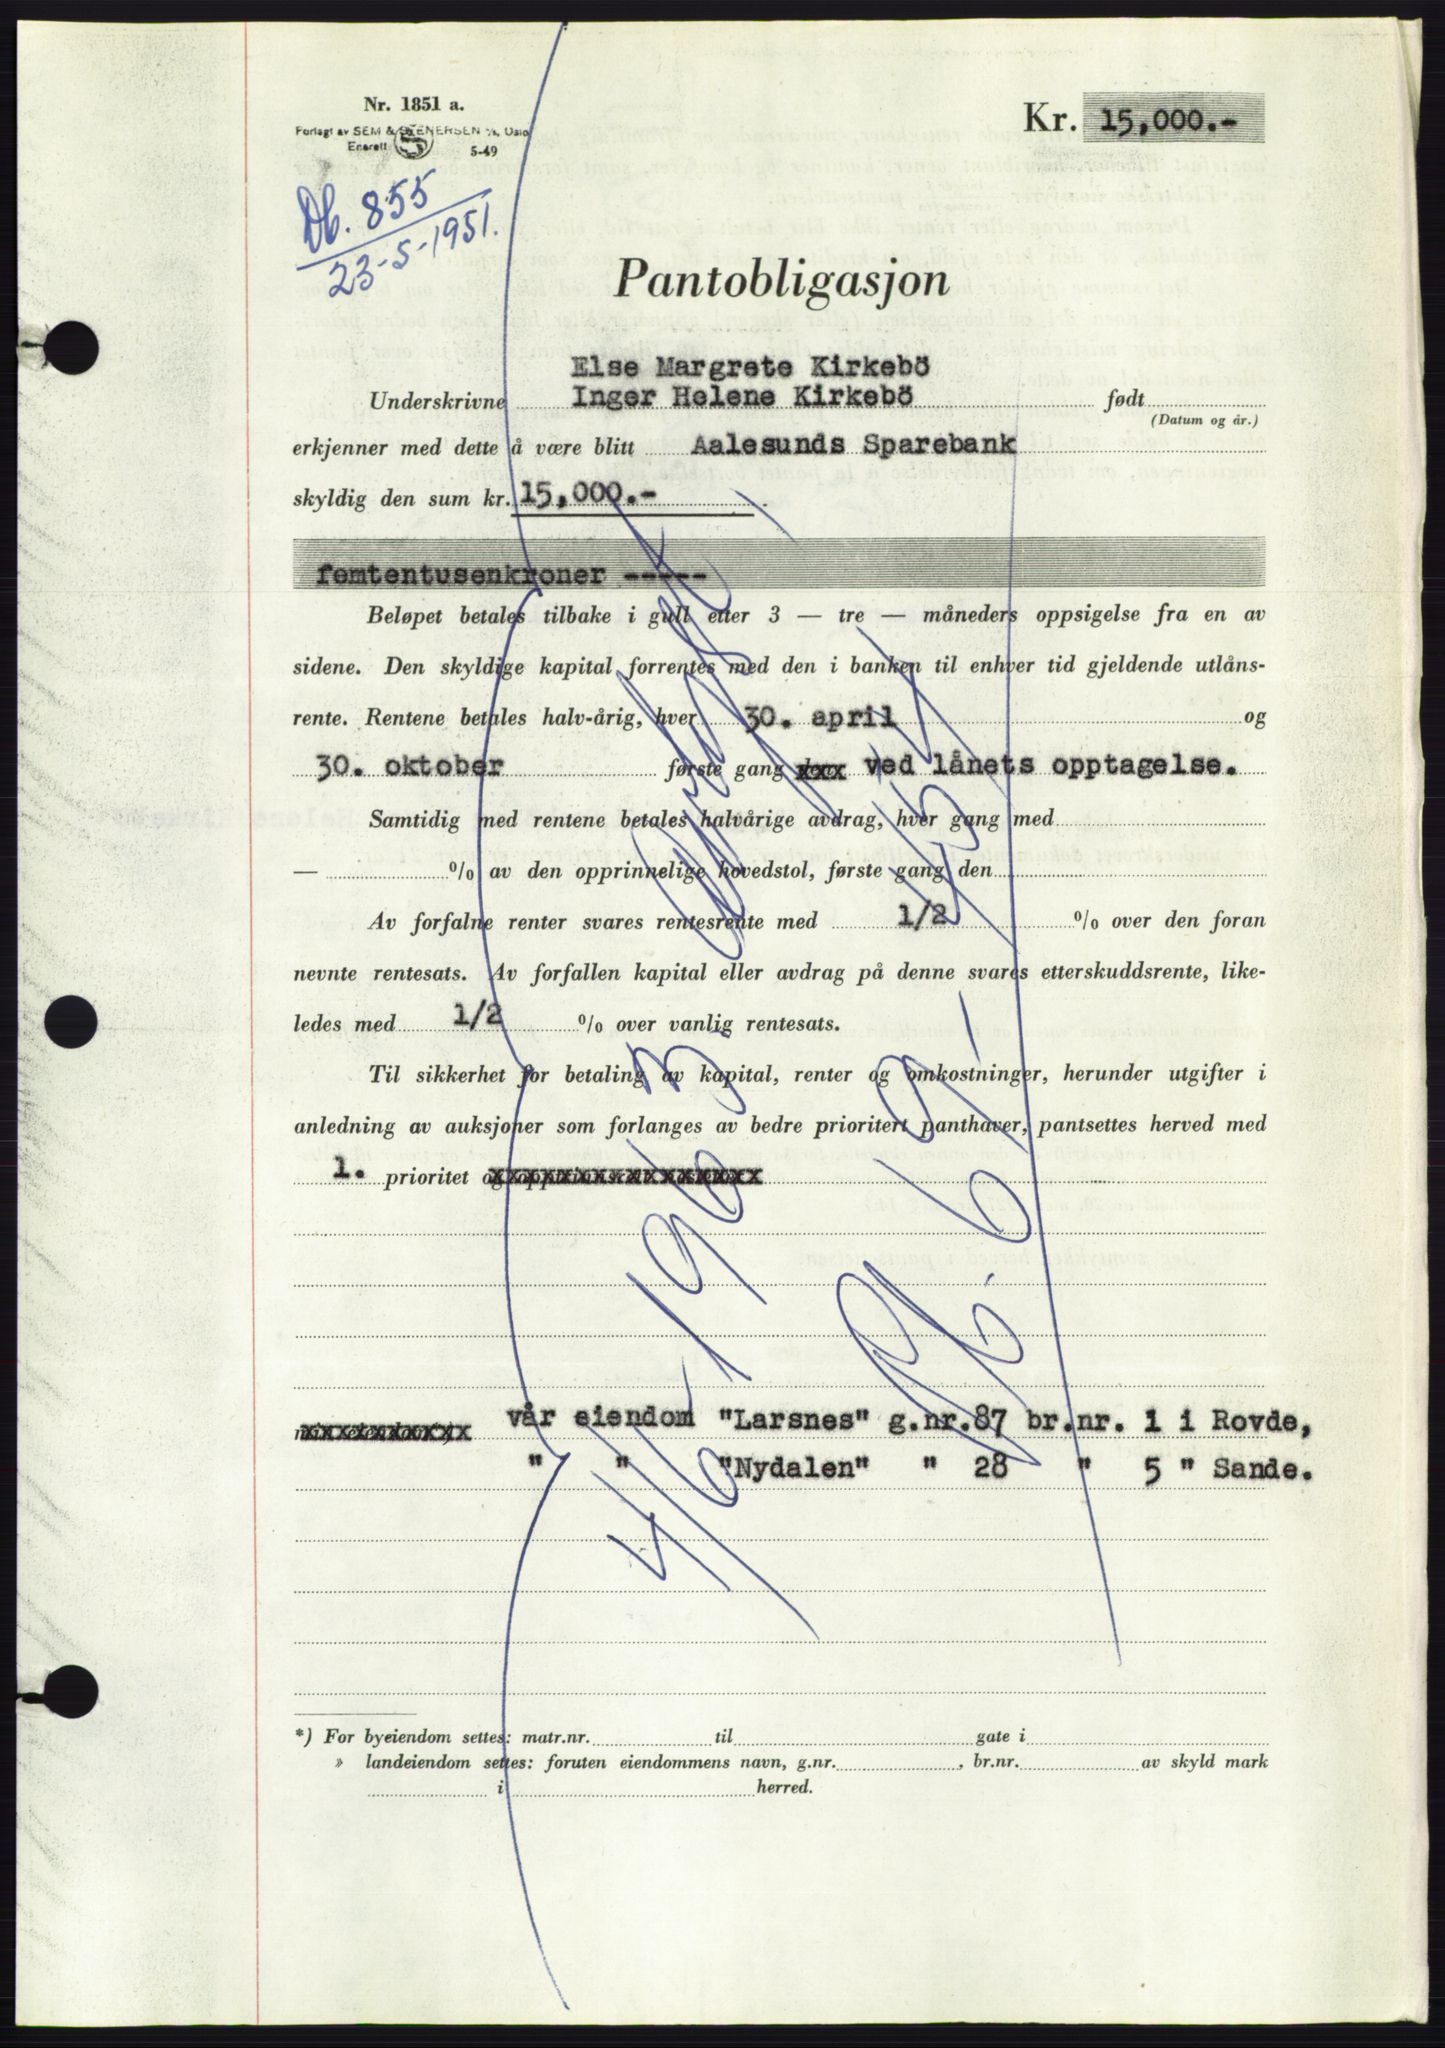 Nr. 1851 a.
Forlagt av SEM & STENERSEN A/S, Oslo
Enerett 5-49
Kr. 15,000.-
Db. 855
23-5-1951.
Pantobligasjon
Else Margrete Kirkebö
Underskrivne Inger Helene Kirkebö født
(Datum og år.)
erkjenner med dette å være blitt Aalesunds Sparebank
skyldig den sum kr. 15,000.-
femtentusenkroner -----
Beløpet betales tilbake i gull etter 3 — tre — måneders oppsigelse fra en av
sidene. Den skyldige kapital forrentes med den i banken til enhver tid gjeldende utlåns-
rente. Rentene betales halv-årig, hver 30. april og
30. oktober første gang xxx ved lånets opptagelse.
Samtidig med rentene betales halvårige avdrag, hver gang med
— % av den opprinnelige hovedstol, første gang den
Av forfalne renter svares rentesrente med 1/2 % over den foran
nevnte rentesats. Av forfallen kapital eller avdrag på denne svares etterskuddsrente, like-
ledes med 1/2 % over vanlig rentesats.
Til sikkerhet for betaling av kapital, renter og omkostninger, herunder utgifter i
anledning av auksjoner som forlanges av bedre prioritert panthaver, pantsettes herved med
1. prioritet
vår eiendom "Larsnes" g.nr.87 br.nr. 1 i Rovde,
" " "Nydalen" " 28 " 5 " Sande.
*) For byeiendom settes: matr.nr. til gate i
» landeiendom settes: foruten eiendommens navn, g.nr. , br.nr. av skyld mark
i herred.